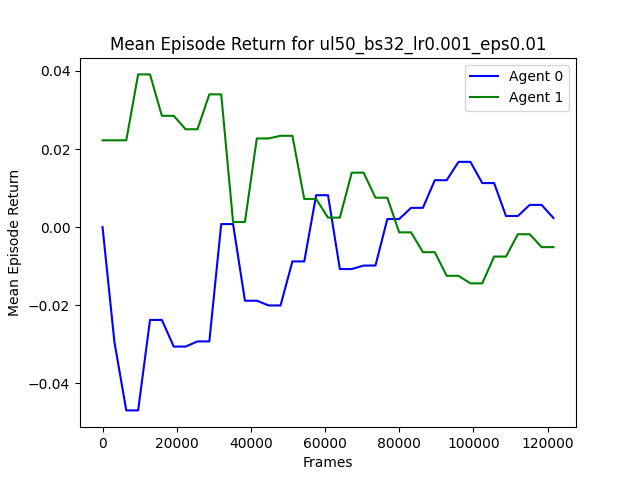 Mean Episode Return for ul50_bs32_lr0.001_eps0.01
Agent 0
Agent 1
Mean Episode Return
0.04
0.02
0.00
−0.02
−0.04
0
20000
40000
60000
80000
100000
120000
Frames